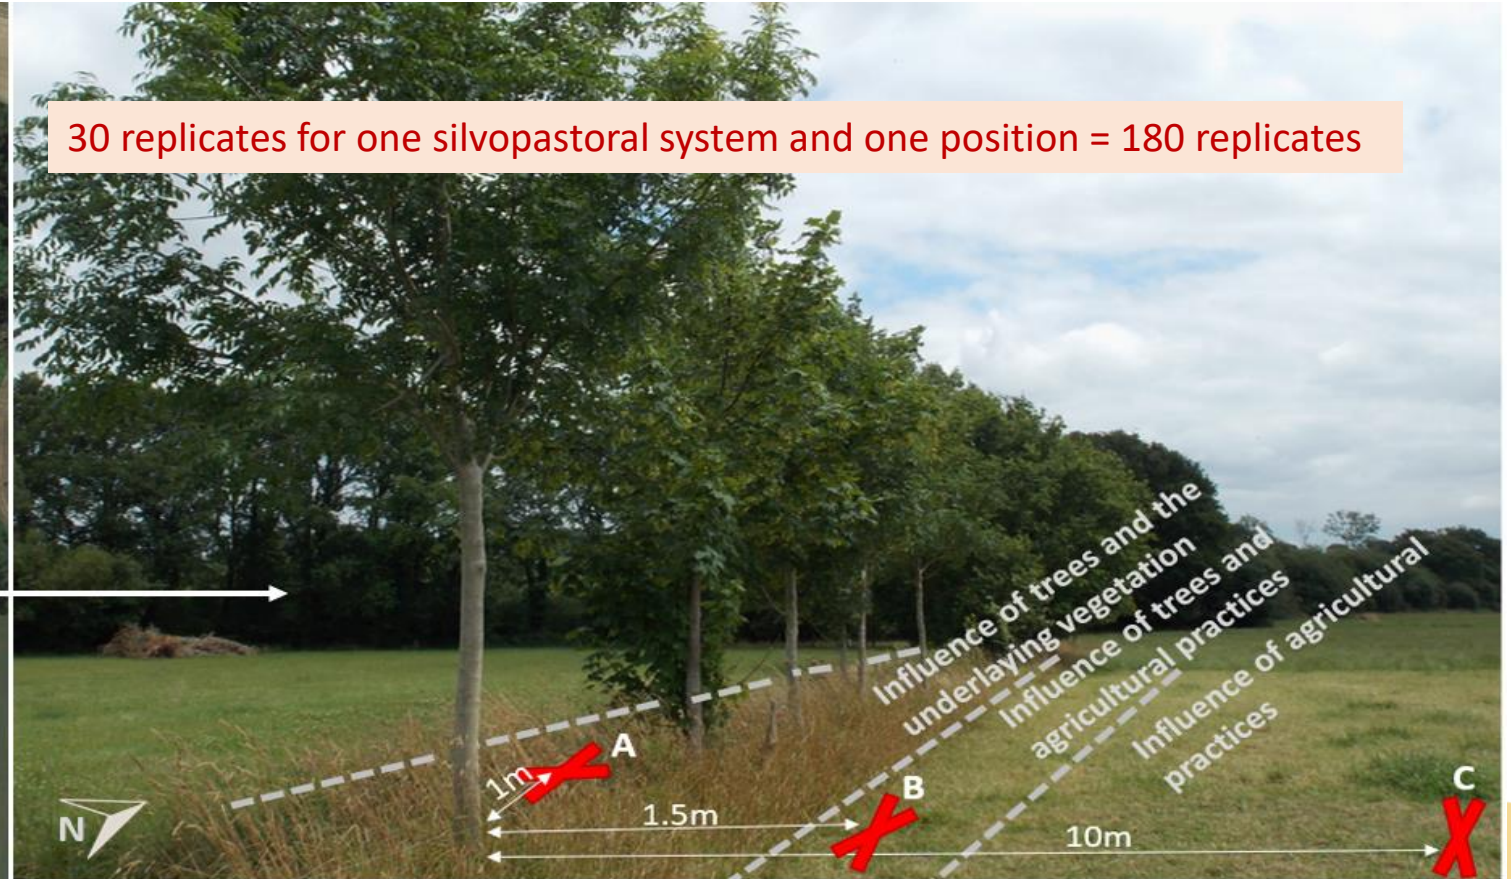 30 replicates for one silvopastoral system and one position = 180 replicates
Influence of trees and the
underlaying vegetation
Influence of trees and
agricultural practices
Influence of agricultural
practices
A
1m
B
1.5m
C
10m
N